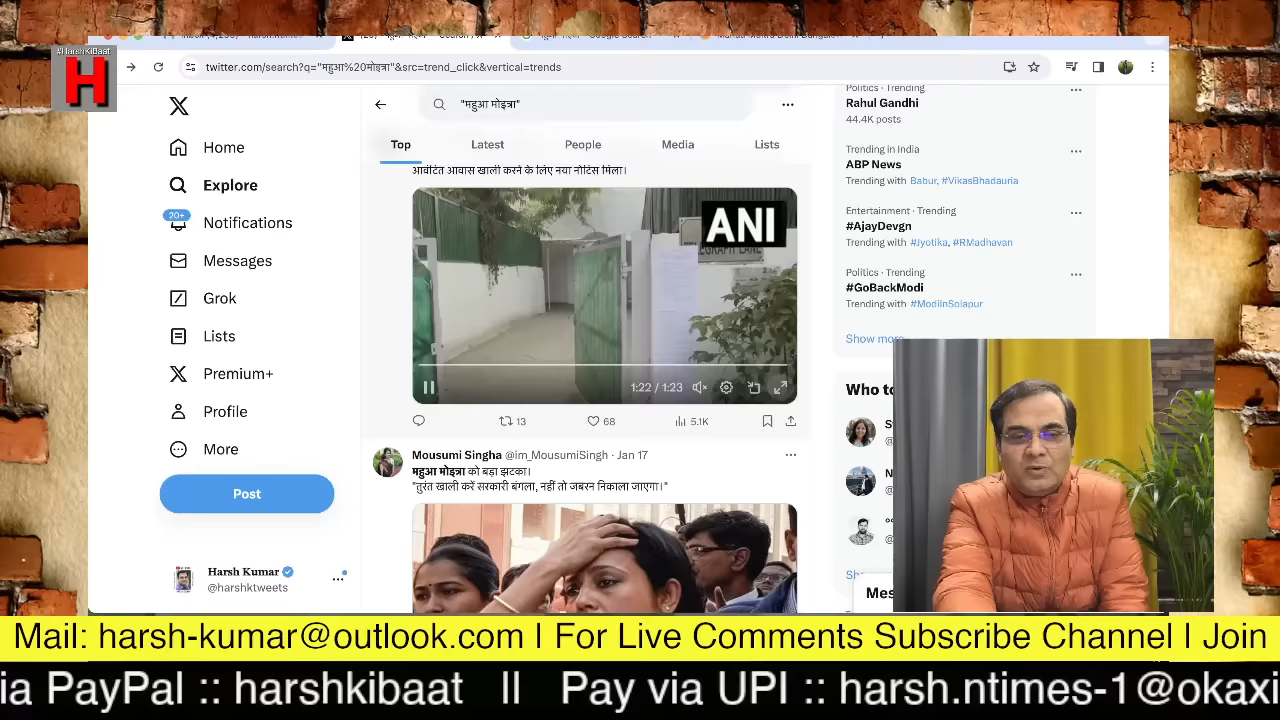 #HarshKiBaat
H
twitter.com/search?q="महुआ%20मोइत्रा"&src=trend_click&vertical=trends
"महुआ मोइत्रा"
Top
Latest
People
Media
Lists
Home
Explore
20+
Notifications
Messages
Grok
Lists
Premium+
Profile
More
Post
Harsh Kumar
@harshktweets
आवंटित आवास खाली करने के लिए नया नोटिस मिला।
ANI
1:22 / 1:23
13
68
5.1K
Mousumi Singha @im_MousumiSingh · Jan 17
महुआ मोइत्रा को बड़ा झटका।
"तुरंत खाली करें सरकारी बंगला, नहीं तो जबरन निकाला जाएगा।"
Politics · Trending
Rahul Gandhi
44.4K posts
Trending in India
ABP News
Trending with Babur, #VikasBhadauria
Entertainment · Trending
#AjayDevgn
Trending with #Jyotika, #RMadhavan
Politics · Trending
#GoBackModi
Trending with #ModiInSolapur
Show more
Who to
Mes
Mail: harsh-kumar@outlook.com I For Live Comments Subscribe Channel I Join
ia PayPal :: harshkibaat II Pay via UPI :: harsh.ntimes-1@okaxi